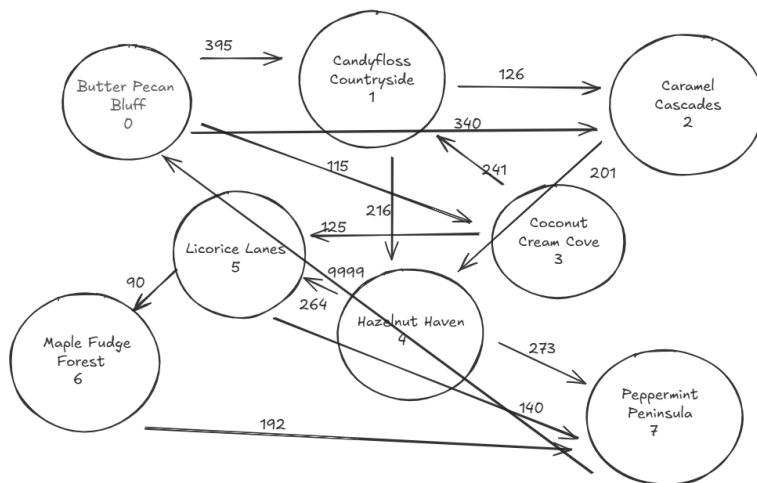 395
Candyfloss
Countryside
1
126
Butter Pecan
Bluff
0
Caramel
Cascades
2
340
115
241
201
216
125
Coconut
Cream Cove
3
Licorice Lanes
5
9999
90
264
Hazelnut Haven
4
Maple Fudge
Forest
6
273
Peppermint
Peninsula
7
140
192